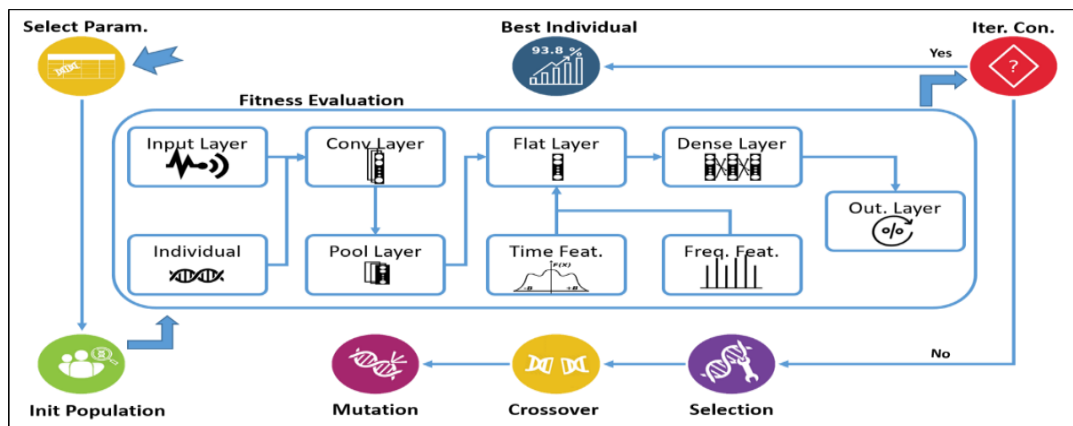 Select Param.
Best Individual
Iter. Con.
93.8 %
Yes
?
Fitness Evaluation
Input Layer
Conv Layer
Flat Layer
Dense Layer
Out. Layer
%
Individual
Pool Layer
Time Feat.
F(X)
-B
+B
Freq. Feat.
No
Init Population
Mutation
Crossover
Selection